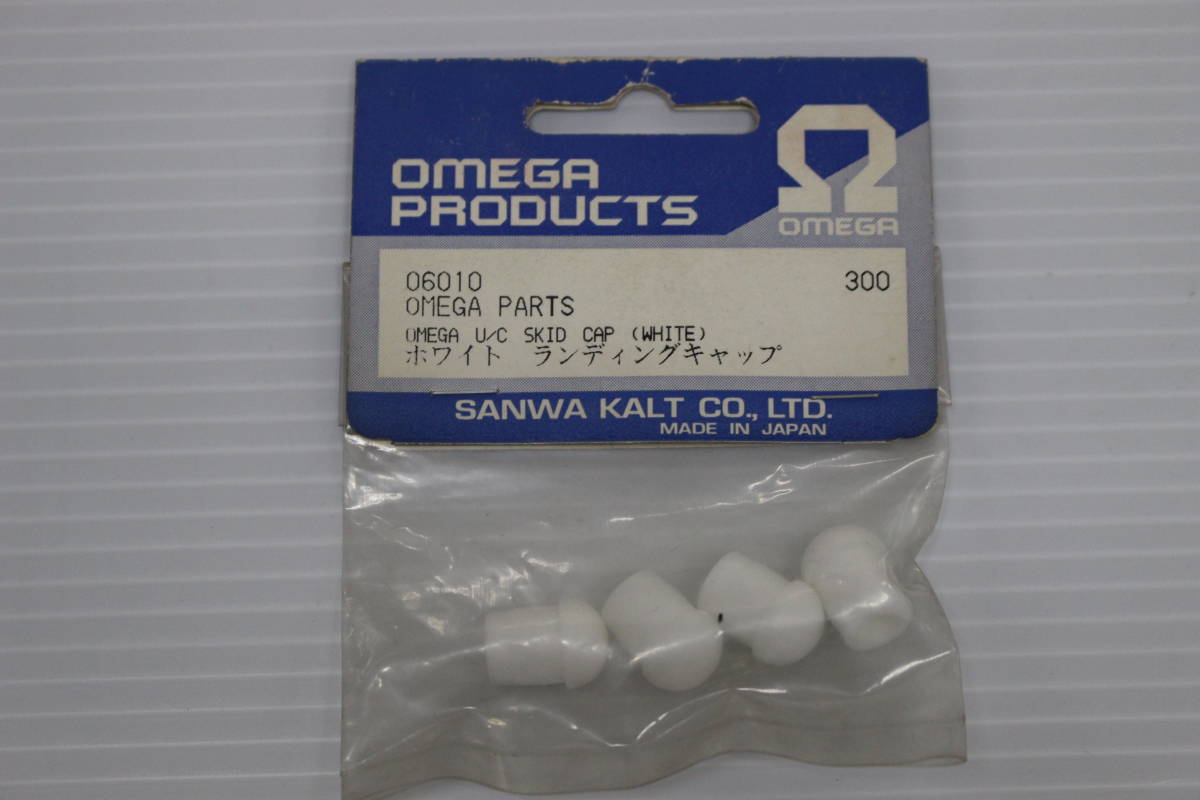 OMEGA
PRODUCTS
Ω
OMEGA
06010 300
OMEGA PARTS
OMEGA U/C SKID CAP (WHITE)
ホワイト ランディングキャップ
SANWA KALT CO., LTD.
MADE IN JAPAN